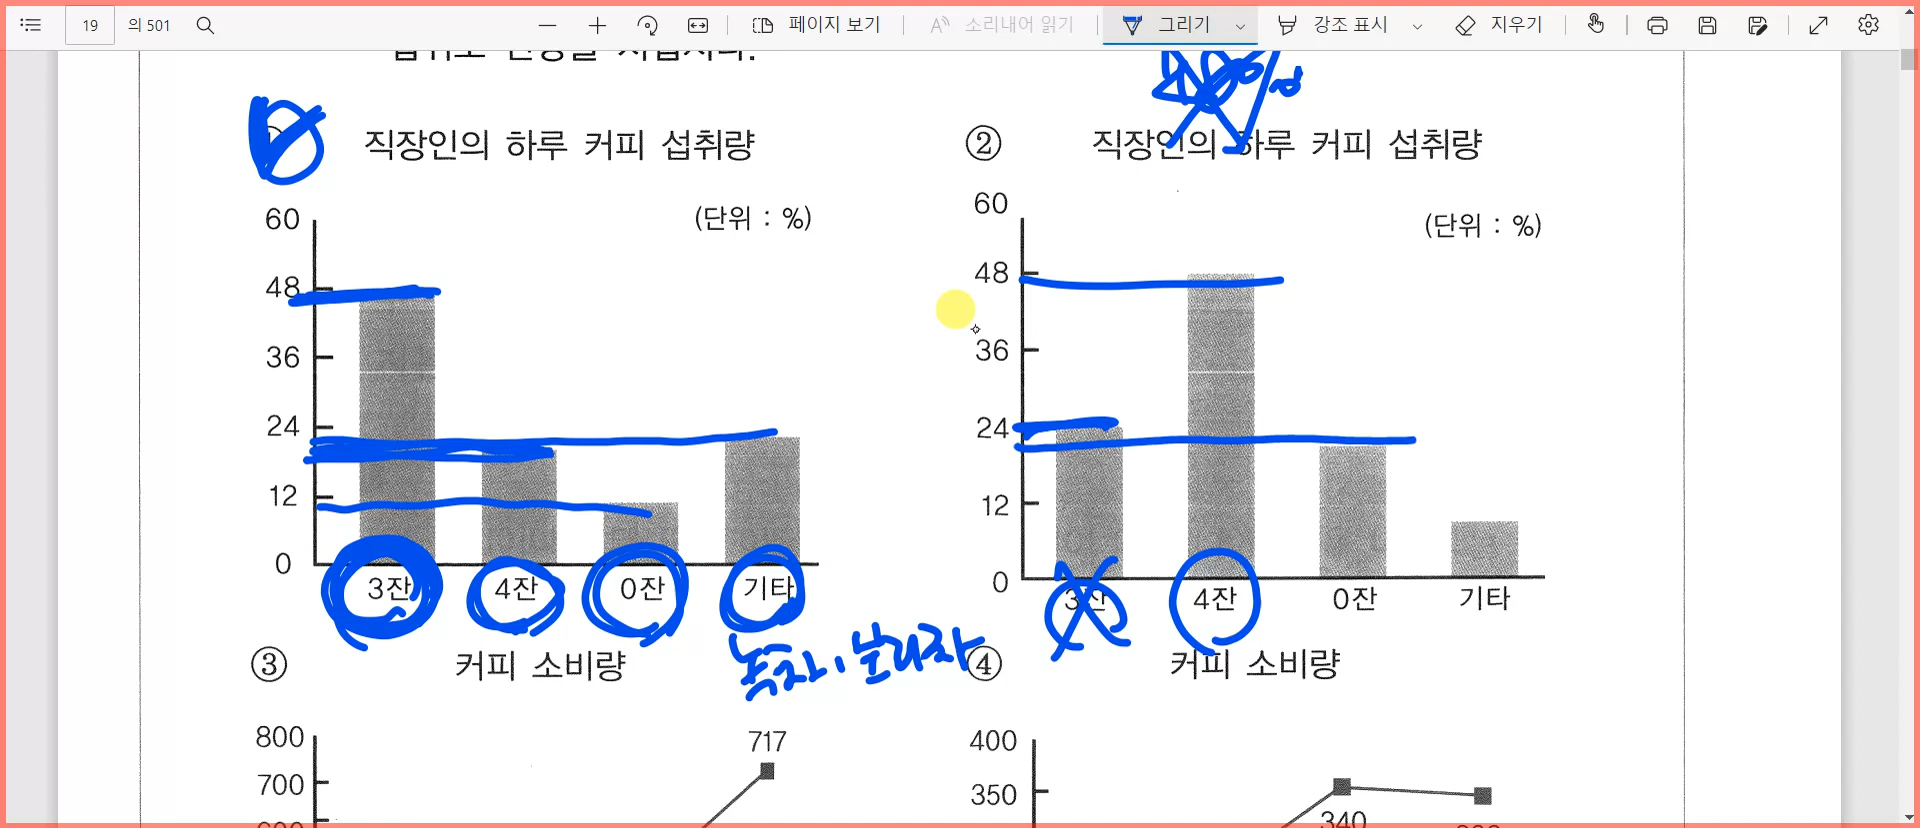 19 의 501 페이지 보기 소리내어 읽기 그리기 강조 표시 지우기
직장인의 하루 커피 섭취량
(단위 : %)
60
48
36
24
12
0
3잔 4잔 0잔 기타
녹차, 보리차
② 직장인의 하루 커피 섭취량
(단위 : %)
60
48
36
24
12
0
3잔 4잔 0잔 기타
③ 커피 소비량
800
700
717
④ 커피 소비량
400
350
340